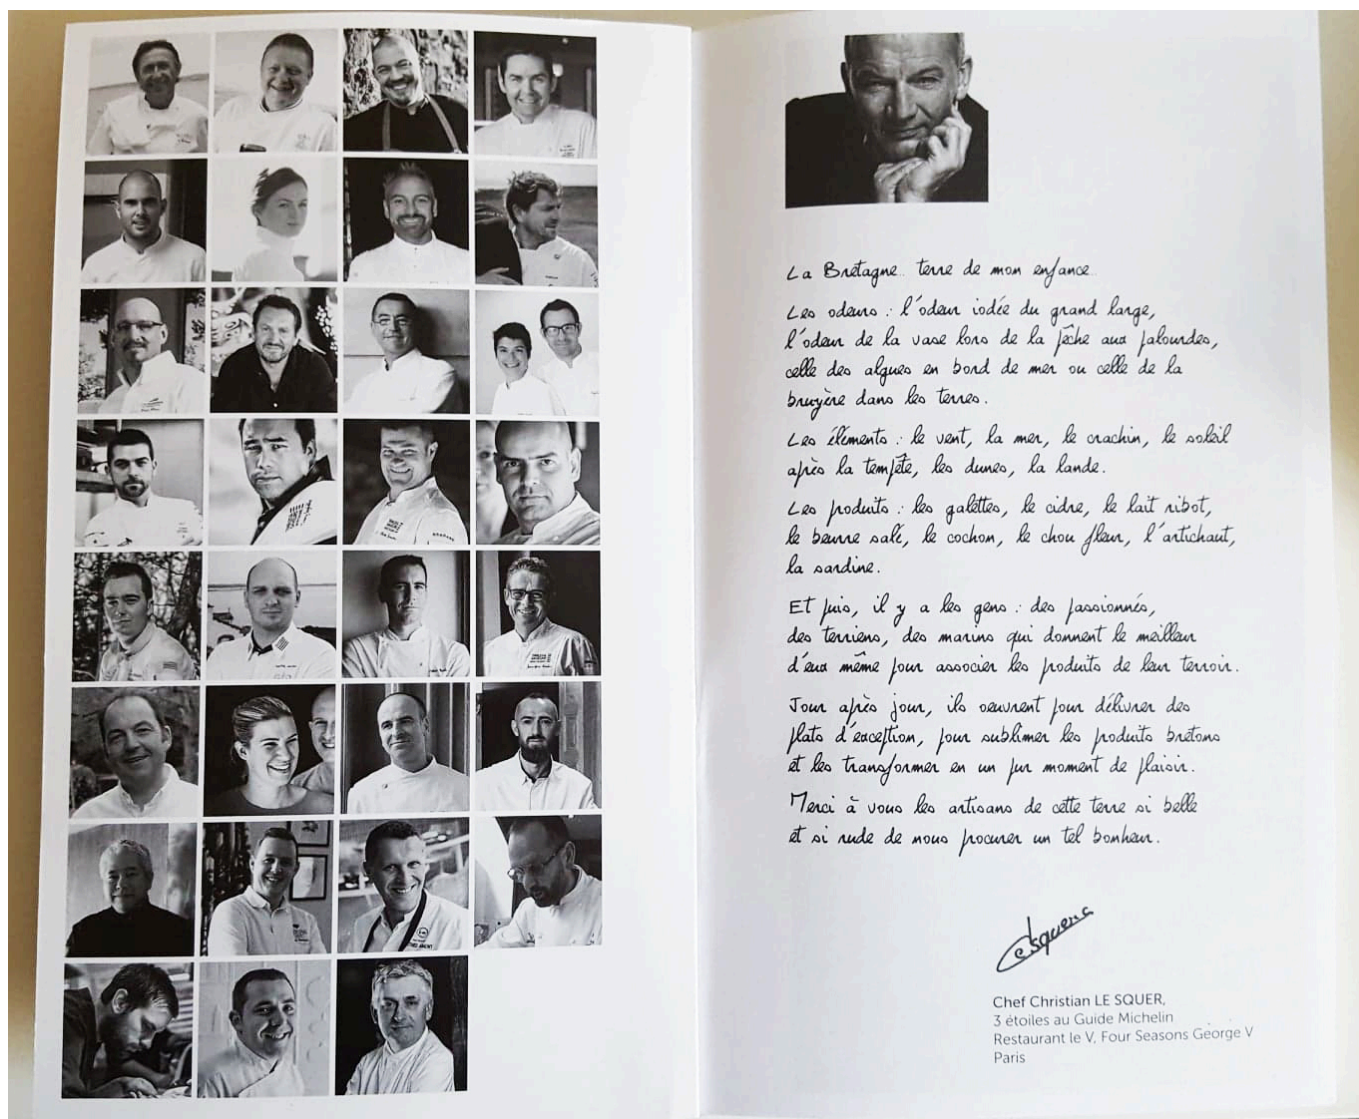 La Bretagne.. terre de mon enfance..
Les odeurs : l'odeur iodée du grand large,
l'odeur de la vase lors de la pêche aux palourdes,
celle des algues en bord de mer ou celle de la
bruyère dans les terres.
Les éléments : le vent, la mer, le crachin, le soleil
après la tempête, les dunes, la lande.
Les produits : les galettes, le cidre, le lait ribot,
le beurre salé, le cochon, le chou fleur, l'artichaut,
la sardine.
Et puis, il y a les gens : des passionnés,
des terriens, des marins qui donnent le meilleur
d'eux même pour associer les produits de leur terroir.
Jour après jour, ils oeuvrent pour délivrer des
plats d'exception, pour sublimer les produits bretons
et les transformer en un pur moment de plaisir.
Merci à vous les artisans de cette terre si belle
et si rude de nous procurer un tel bonheur.
Chef Christian LE SQUER,
3 étoiles au Guide Michelin
Restaurant le V, Four Seasons George V
Paris